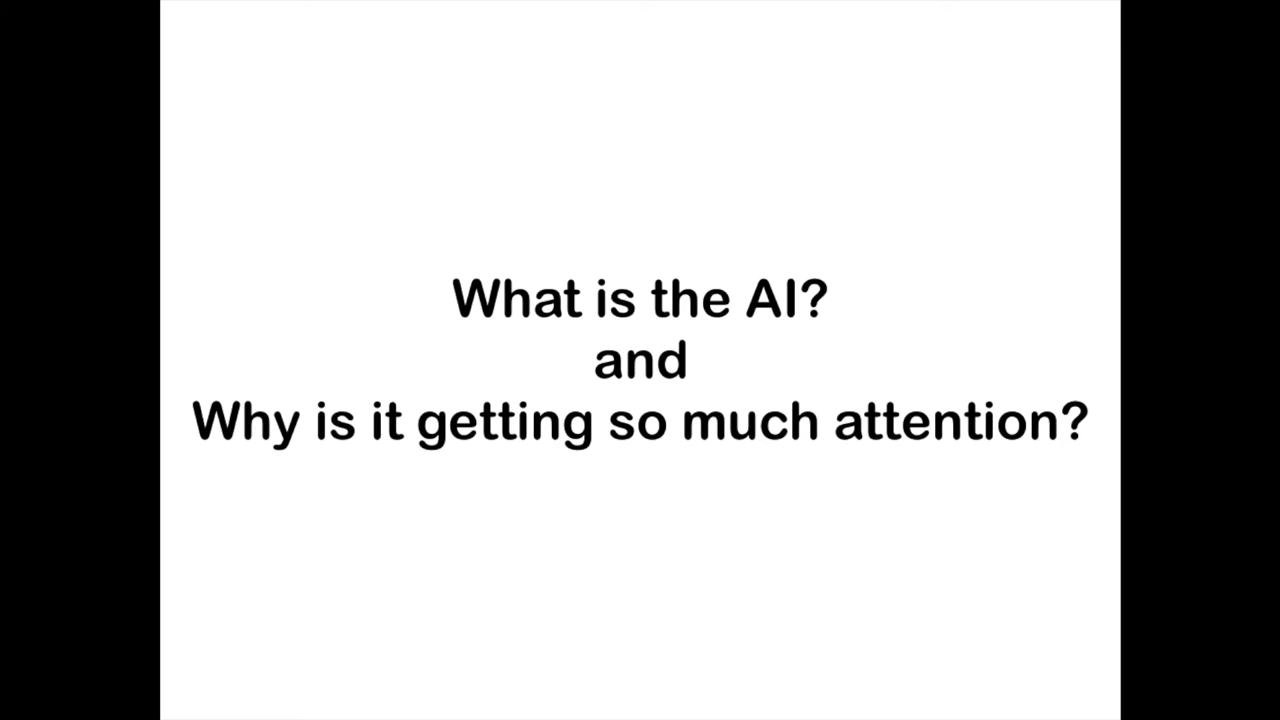 What is the AI?
and
Why is it getting so much attention?